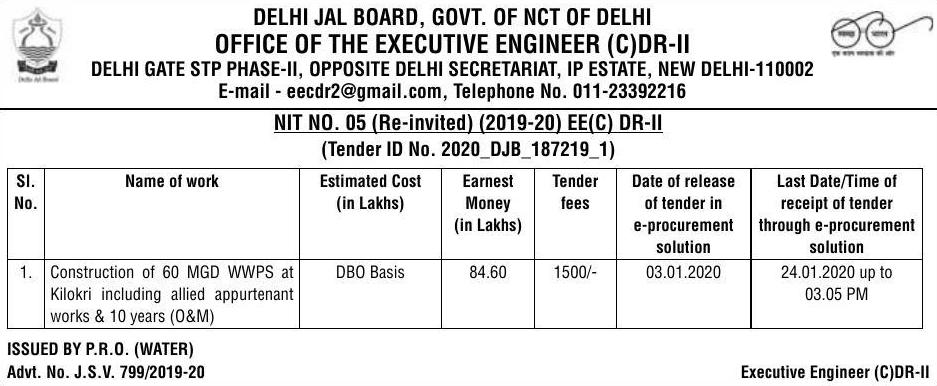 DELHI JAL BOARD, GOVT. OF NCT OF DELHI
OFFICE OF THE EXECUTIVE ENGINEER (C)DR-II
DELHI GATE STP PHASE-II, OPPOSITE DELHI SECRETARIAT, IP ESTATE, NEW DELHI-110002
E-mail - eecdr2@gmail.com, Telephone No. 011-23392216
Delhi Jal Board
स्वच्छ भारत
एक कदम स्वच्छता की ओर
NIT NO. 05 (Re-invited) (2019-20) EE(C) DR-II
(Tender ID No. 2020_DJB_187219_1)
Sl. No.
Name of work
Estimated Cost (in Lakhs)
Earnest Money (in Lakhs)
Tender fees
Date of release of tender in e-procurement solution
Last Date/Time of receipt of tender through e-procurement solution
1.
Construction of 60 MGD WWPS at
Kilokri including allied appurtenant
works & 10 years (O&M)
DBO Basis
84.60
1500/-
03.01.2020
24.01.2020 up to
03.05 PM
ISSUED BY P.R.O. (WATER)
Advt. No. J.S.V. 799/2019-20
Executive Engineer (C)DR-II